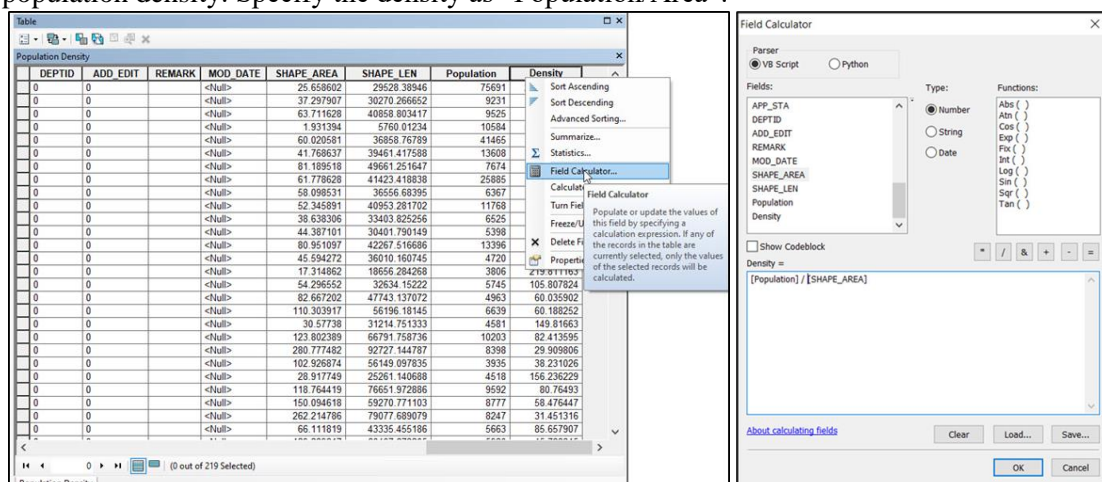 population density. Specify the density as "Population/Area".
Table
Population Density
DEPTID ADD_EDIT REMARK MOD_DATE SHAPE_AREA SHAPE_LEN Population Density
0 0 <Null> 25.658602 29528.38946 75691
0 0 <Null> 37.297907 30270.266652 9231
0 0 <Null> 63.711628 40858.803417 9525
0 0 <Null> 1.931394 5760.01234 10584
0 0 <Null> 60.020581 36858.76789 41465
0 0 <Null> 41.768637 39461.417588 13608
0 0 <Null> 81.189518 49661.251647 7674
0 0 <Null> 61.778628 41423.418838 25885
0 0 <Null> 58.098531 36556.68395 6367
0 0 <Null> 52.345891 40953.281702 11768
0 0 <Null> 38.638306 33403.825256 6525
0 0 <Null> 44.387101 30401.790149 5398
0 0 <Null> 80.951097 42267.516686 13396
0 0 <Null> 45.594272 36010.160745 4720
0 0 <Null> 17.314862 18656.284268 3806 219.811163
0 0 <Null> 54.296552 32634.15222 5745 105.807824
0 0 <Null> 82.667202 47743.137072 4963 60.035902
0 0 <Null> 110.303917 56196.18145 6639 60.188252
0 0 <Null> 30.57738 31214.751333 4581 149.81663
0 0 <Null> 123.802389 66791.758736 10203 82.413595
0 0 <Null> 280.777482 92727.144787 8398 29.909806
0 0 <Null> 102.926874 56149.097835 3935 38.231026
0 0 <Null> 28.917749 25261.140688 4518 156.236229
0 0 <Null> 118.764419 76651.972886 9592 80.76493
0 0 <Null> 150.094618 59270.771103 8777 58.476447
0 0 <Null> 262.214786 79077.689079 8247 31.451316
0 0 <Null> 66.111819 43335.455186 5663 85.657907
0 (0 out of 219 Selected)
Population Density
Sort Ascending
Sort Descending
Advanced Sorting...
Summarize...
Statistics...
Field Calculator...
Calculate
Turn Fiel
Freeze/U
Delete Fi
Propertie
Field Calculator
Populate or update the values of
this field by specifying a
calculation expression. If any of
the records in the table are
currently selected, only the values
of the selected records will be
calculated.
Field Calculator
Parser
VB Script Python
Fields: Type: Functions:
APP_STA
DEPTID
ADD_EDIT
REMARK
MOD_DATE
SHAPE_AREA
SHAPE_LEN
Population
Density
Number
String
Date
Abs ( )
Atn ( )
Cos ( )
Exp ( )
Fix ( )
Int ( )
Log ( )
Sin ( )
Sqr ( )
Tan ( )
Show Codeblock
* / & + - =
Density =
[Population] / [SHAPE_AREA]
About calculating fields Clear Load... Save...
OK Cancel